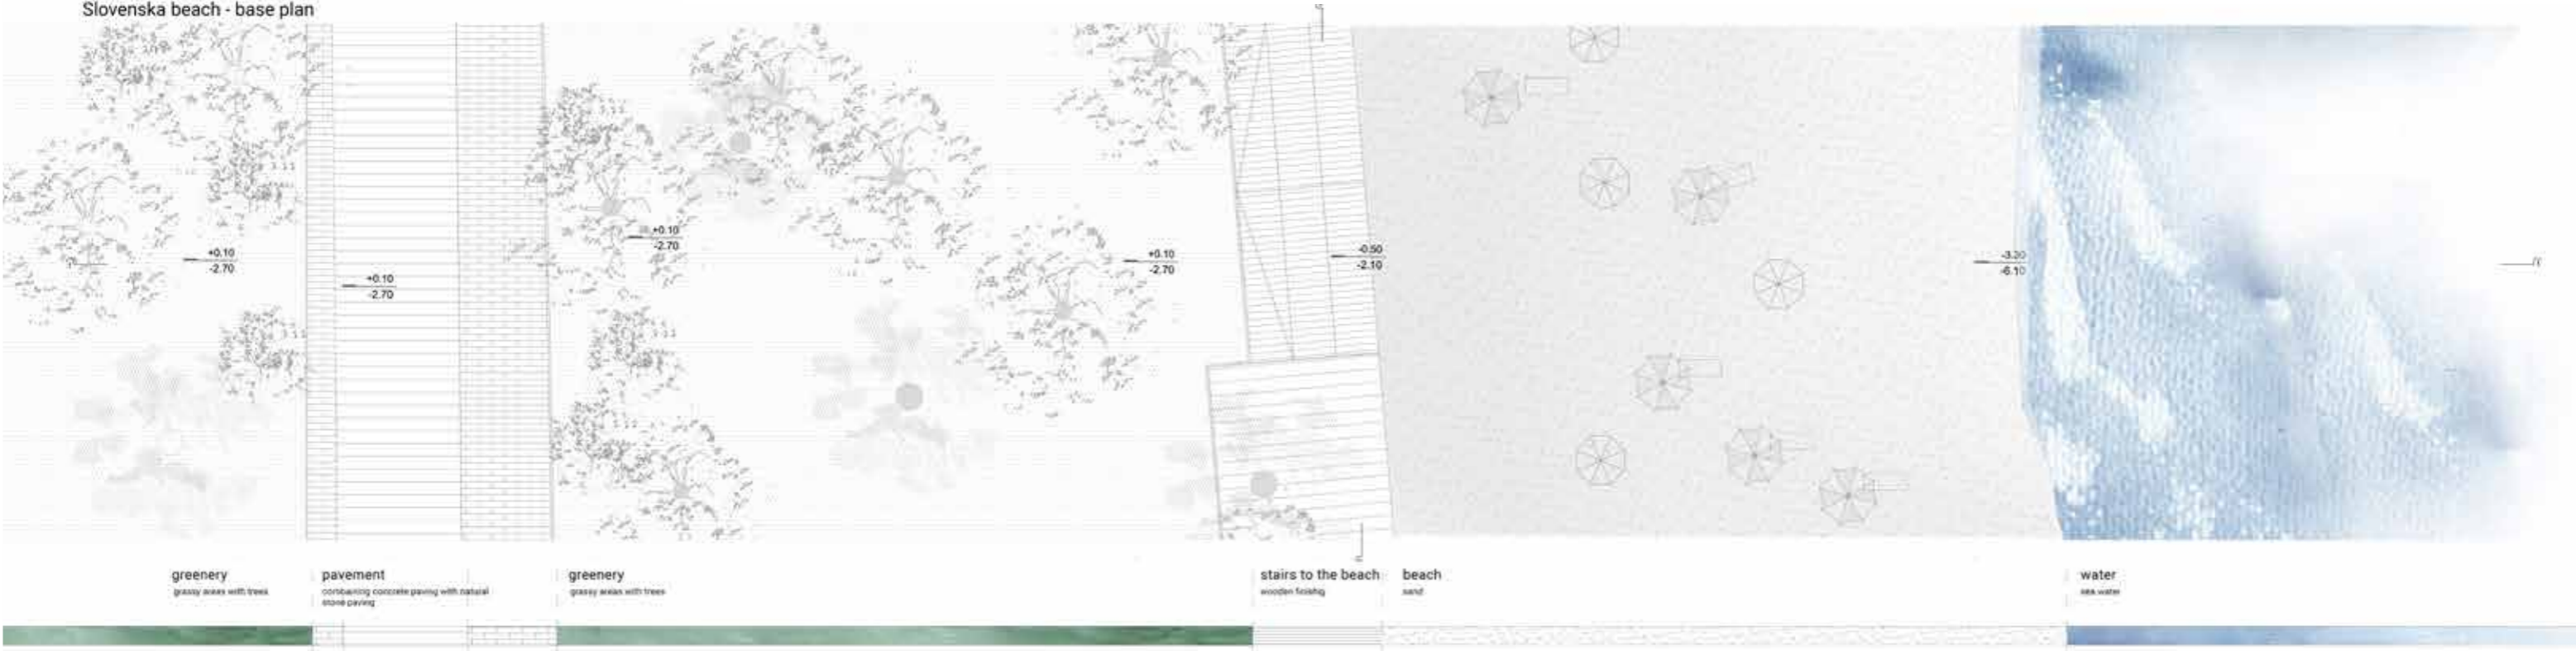 Slovenska beach - base plan
+0.10
-2.70
+0.10
-2.70
+0.10
-2.70
+0.10
-2.70
-0.50
-2.10
-3.20
-6.10
greenery
grassy areas with trees
pavement
combining concrete paving with natural
stone paving
greenery
grassy areas with trees
stairs to the beach
wooden finishig
beach
sand
water
sea water